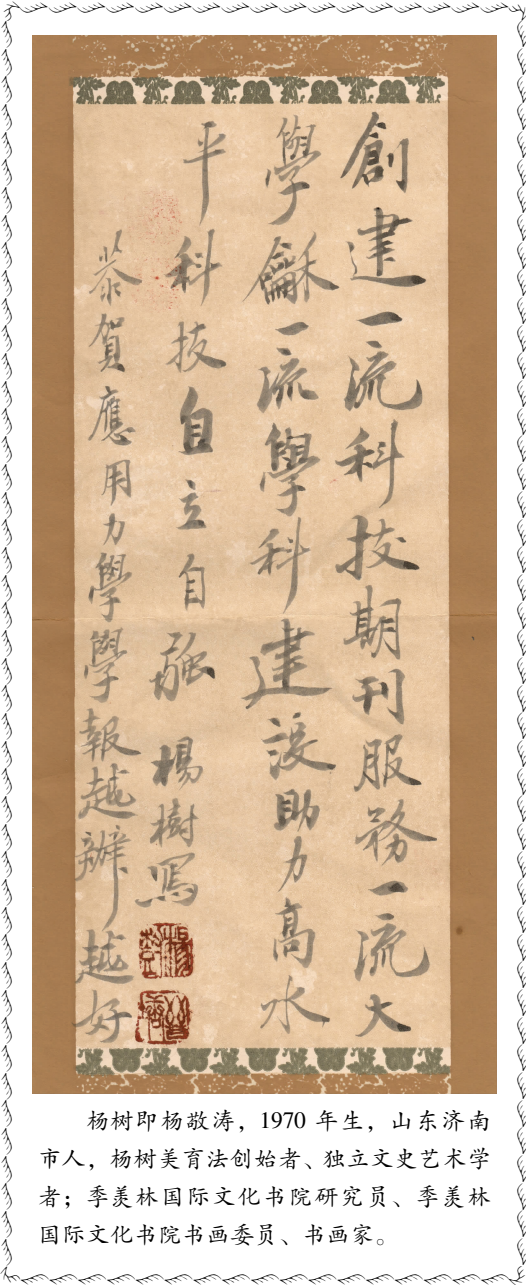 創建一流科技期刊服務一流大
學龢一流學科建設助力高水
平科技自立自強 楊樹寫
恭賀應用力學學報越辦越好
杨树即杨敬涛，1970 年生，山东济南
市人，杨树美育法创始者、独立文史艺术学
者；季羡林国际文化书院研究员、季羡林
国际文化书院书画委员、书画家。